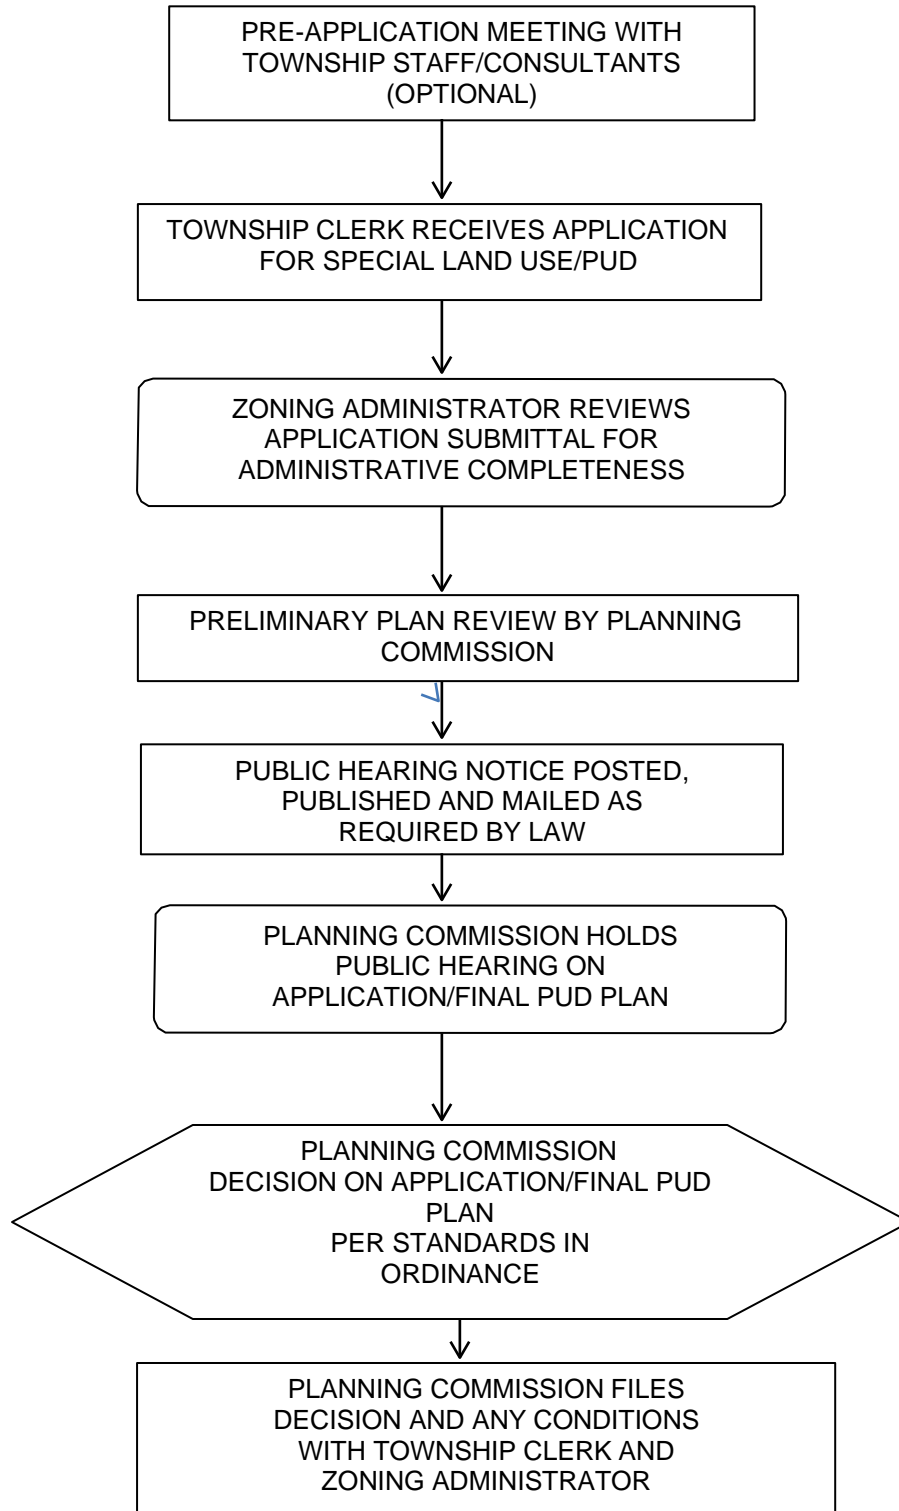 PRE-APPLICATION MEETING WITH
TOWNSHIP STAFF/CONSULTANTS
(OPTIONAL)
TOWNSHIP CLERK RECEIVES APPLICATION
FOR SPECIAL LAND USE/PUD
ZONING ADMINISTRATOR REVIEWS
APPLICATION SUBMITTAL FOR
ADMINISTRATIVE COMPLETENESS
PRELIMINARY PLAN REVIEW BY PLANNING
COMMISSION
PUBLIC HEARING NOTICE POSTED,
PUBLISHED AND MAILED AS
REQUIRED BY LAW
PLANNING COMMISSION HOLDS
PUBLIC HEARING ON
APPLICATION/FINAL PUD PLAN
PLANNING COMMISSION
DECISION ON APPLICATION/FINAL PUD
PLAN
PER STANDARDS IN
ORDINANCE
PLANNING COMMISSION FILES
DECISION AND ANY CONDITIONS
WITH TOWNSHIP CLERK AND
ZONING ADMINISTRATOR